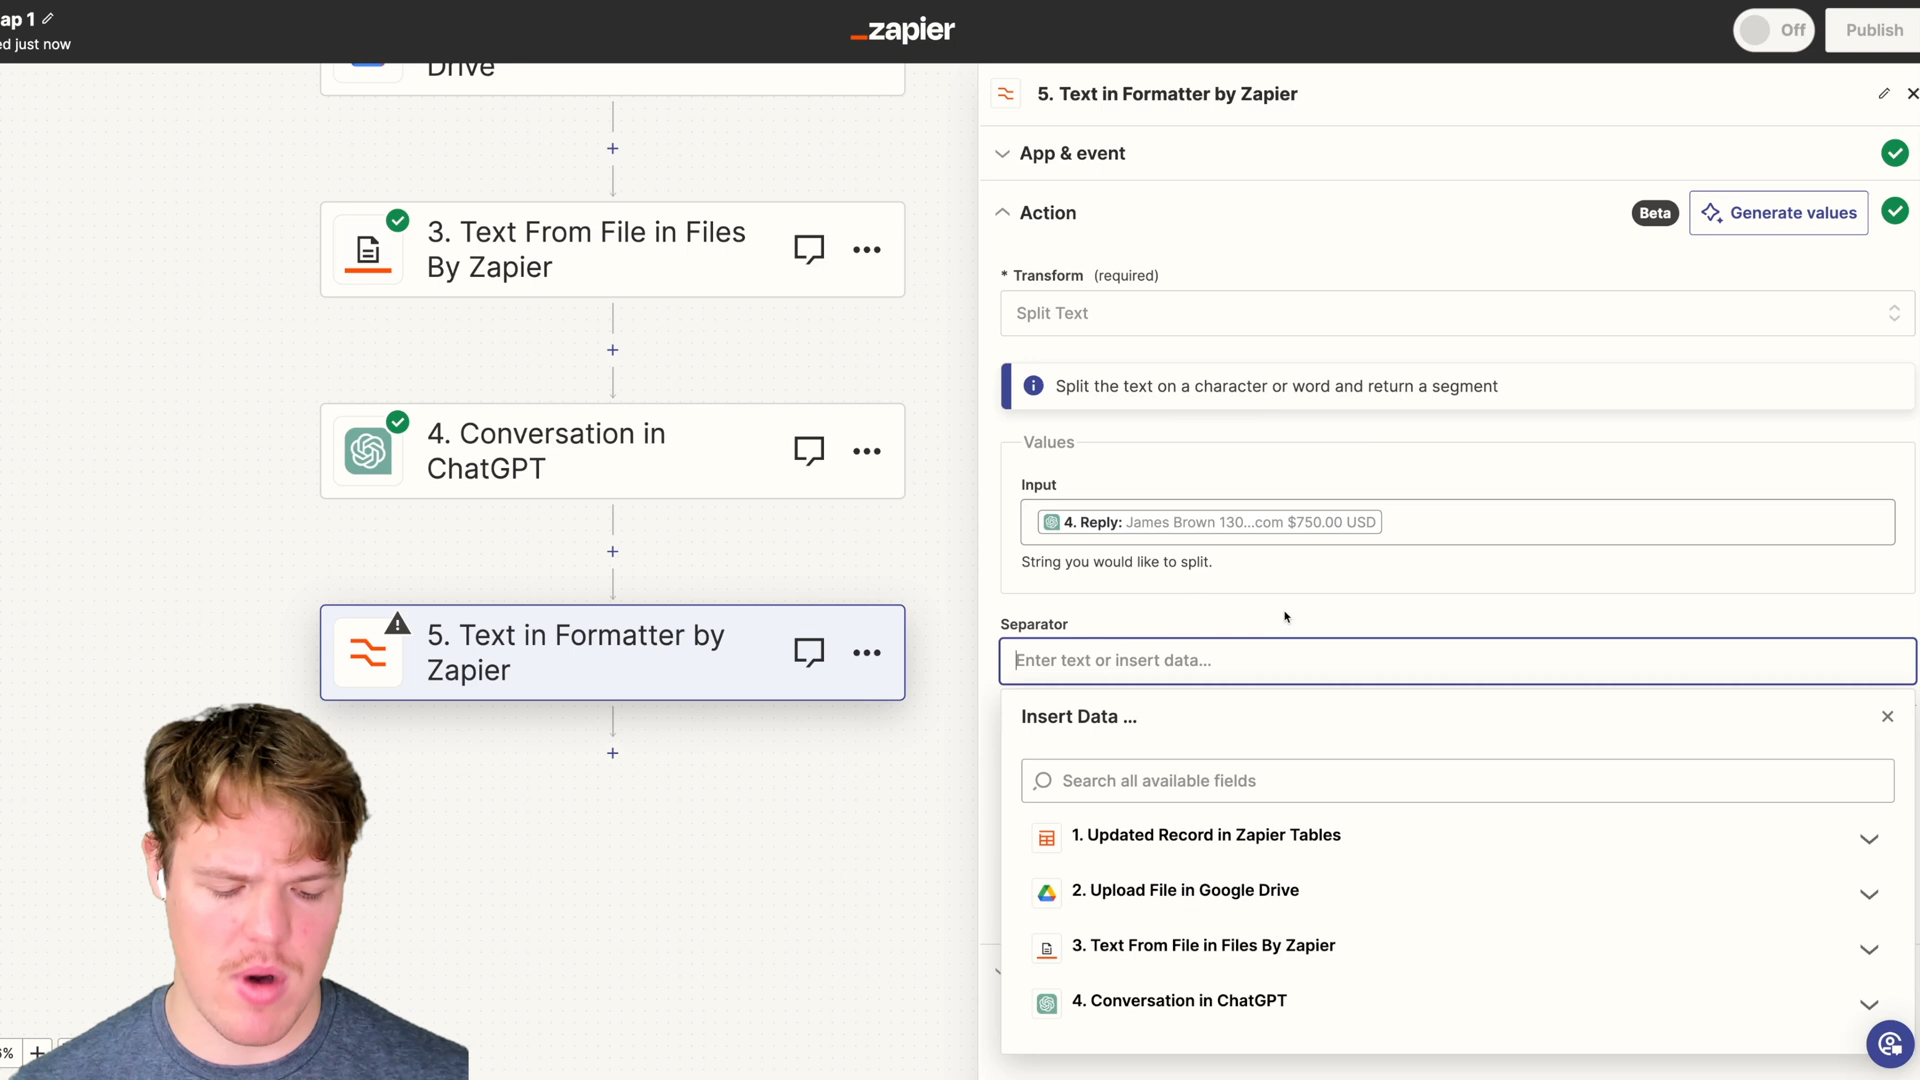 ap 1
ed just now
zapier
Off
Publish
Drive
3. Text From File in Files
By Zapier
4. Conversation in
ChatGPT
5. Text in Formatter by
Zapier
5. Text in Formatter by Zapier
App & event
Action
Beta
Generate values
* Transform (required)
Split Text
Split the text on a character or word and return a segment
Values
Input
4. Reply: James Brown 130...com $750.00 USD
String you would like to split.
Separator
Enter text or insert data...
Insert Data ...
Search all available fields
1. Updated Record in Zapier Tables
2. Upload File in Google Drive
3. Text From File in Files By Zapier
4. Conversation in ChatGPT